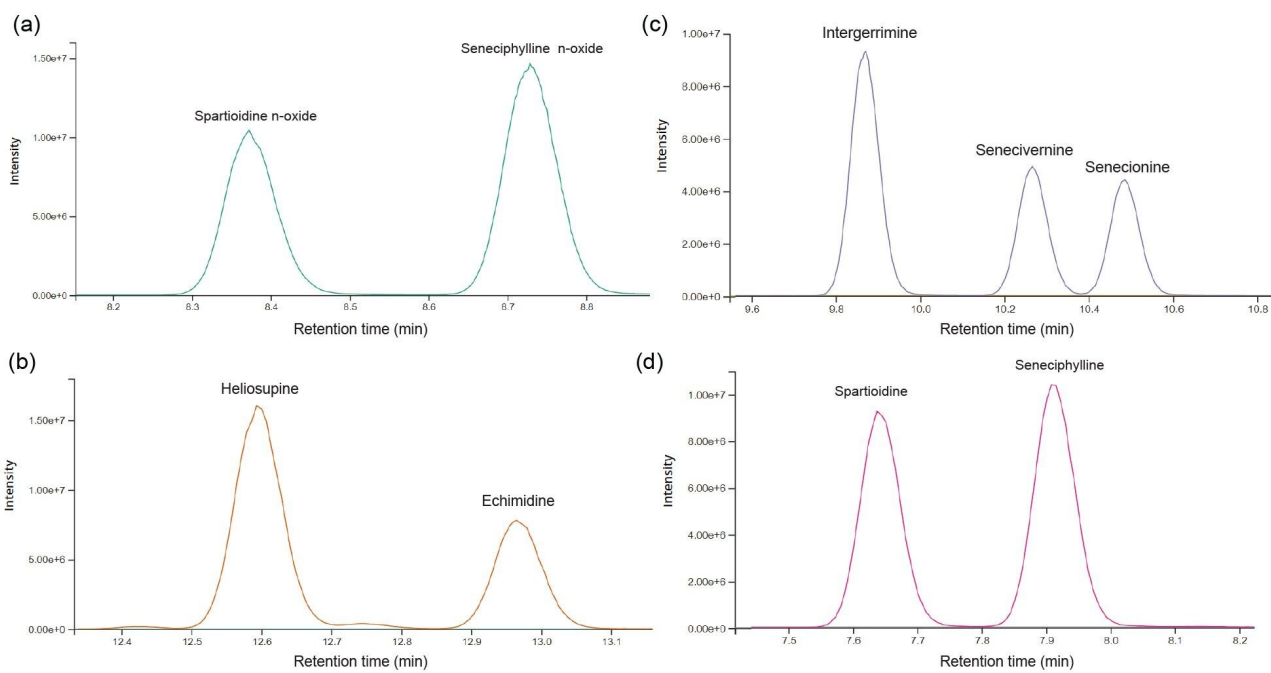 (a)
Seneciphylline n-oxide
1.50e+7
Spartioidine n-oxide
1.00e+7
Intensity
5.00e+6
0.00e+0
8.2 8.3 8.4 8.5 8.6 8.7 8.8
Retention time (min)
(c)
Intergerrimine
1.00e+7
8.00e+6
6.00e+6
Intensity
Senecivernine
Senecionine
4.00e+6
2.00e+6
0.00e+0
9.6 9.8 10.0 10.2 10.4 10.6 10.8
Retention time (min)
(b)
Heliosupine
1.50e+7
Echimidine
1.00e+7
Intensity
5.00e+6
0.00e+0
12.4 12.5 12.6 12.7 12.8 12.9 13.0 13.1
Retention time (min)
(d)
Seneciphylline
Spartioidine
1.00e+7
8.00e+6
Intensity
6.00e+6
4.00e+6
2.00e+6
0.00e+0
7.5 7.6 7.7 7.8 7.9 8.0 8.1 8.2
Retention time (min)